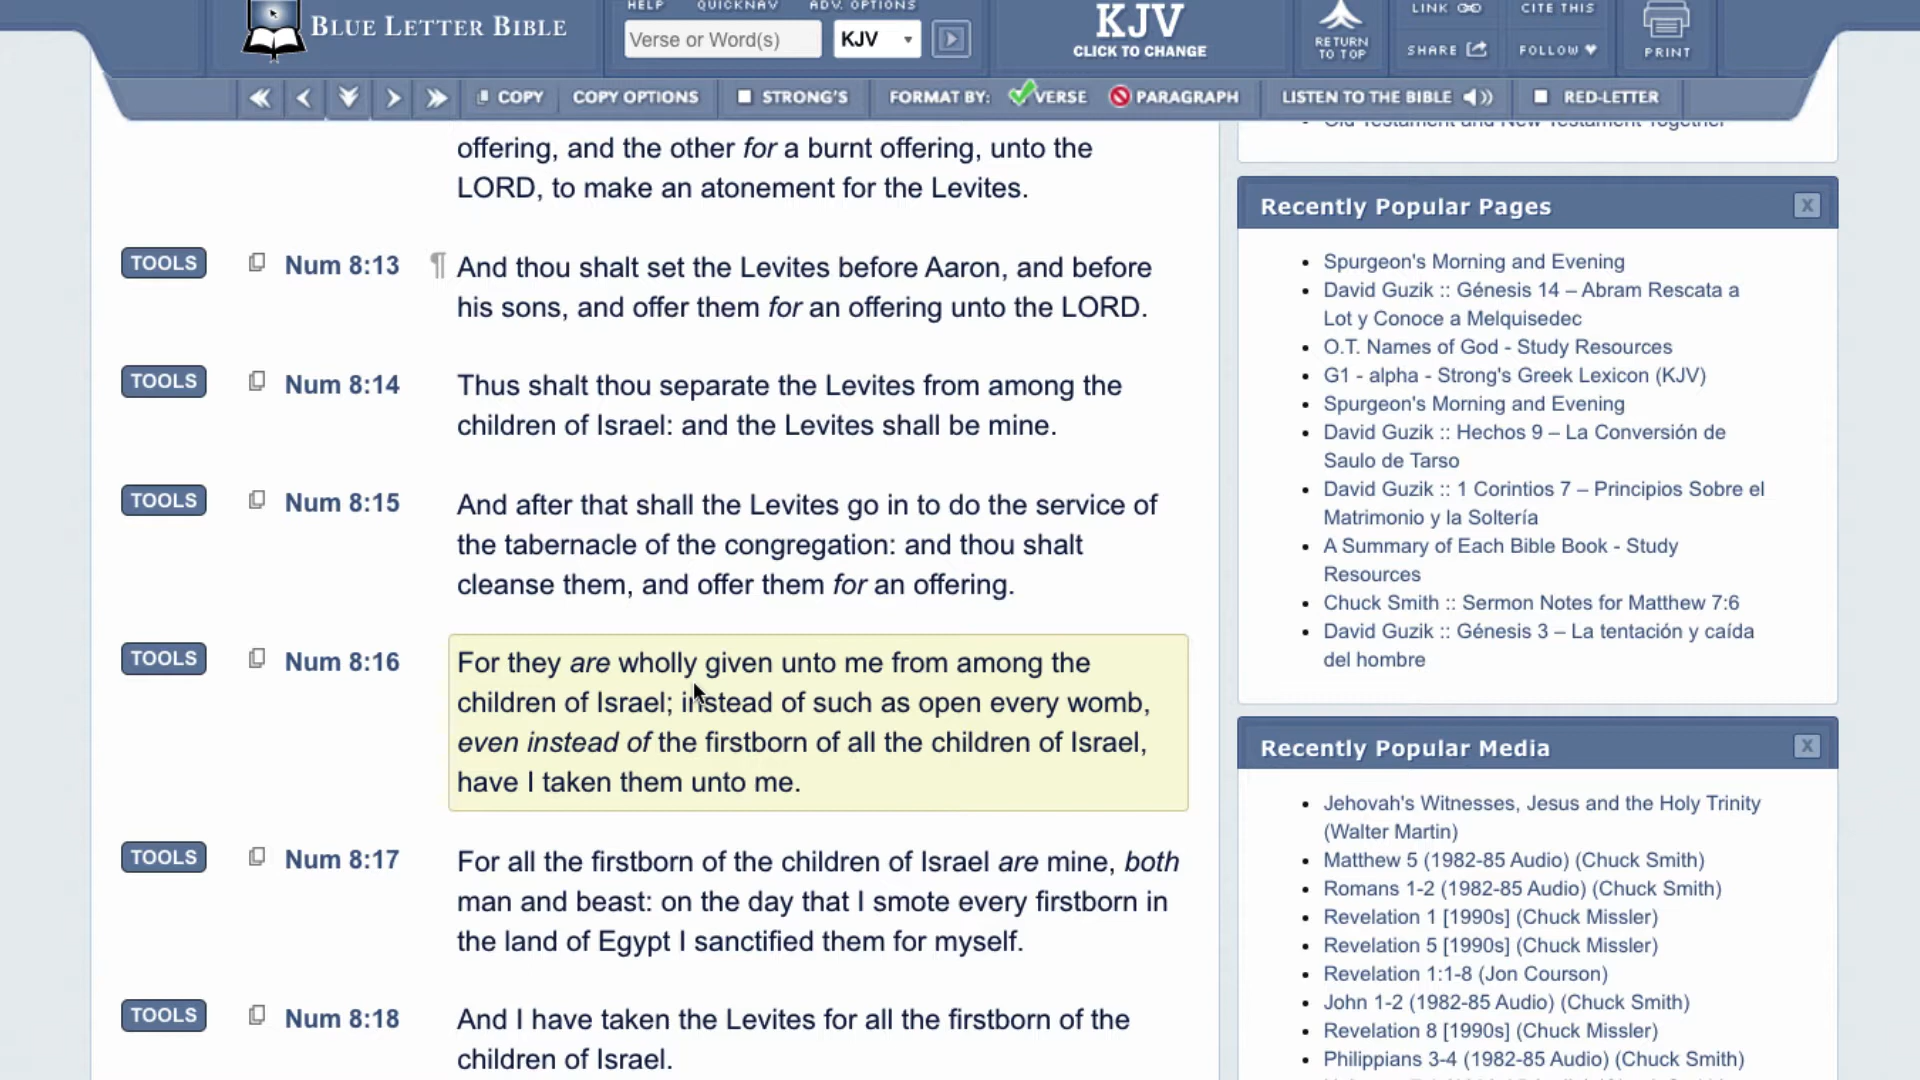 HELP QUICKNAV ADV. OPTIONS
BLUE LETTER BIBLE
Verse or Word(s)
KJV
KJV
CLICK TO CHANGE
RETURN
TO TOP
LINK
SHARE
CITE THIS
FOLLOW
PRINT
COPY
COPY OPTIONS
STRONG'S
FORMAT BY: VERSE PARAGRAPH
LISTEN TO THE BIBLE
RED-LETTER
offering, and the other for a burnt offering, unto the
LORD, to make an atonement for the Levites.
TOOLS
Num 8:13
¶ And thou shalt set the Levites before Aaron, and before
his sons, and offer them for an offering unto the LORD.
TOOLS
Num 8:14
Thus shalt thou separate the Levites from among the
children of Israel: and the Levites shall be mine.
TOOLS
Num 8:15
And after that shall the Levites go in to do the service of
the tabernacle of the congregation: and thou shalt
cleanse them, and offer them for an offering.
TOOLS
Num 8:16
For they are wholly given unto me from among the
children of Israel; instead of such as open every womb,
even instead of the firstborn of all the children of Israel,
have I taken them unto me.
TOOLS
Num 8:17
For all the firstborn of the children of Israel are mine, both
man and beast: on the day that I smote every firstborn in
the land of Egypt I sanctified them for myself.
TOOLS
Num 8:18
And I have taken the Levites for all the firstborn of the
children of Israel.
Old Testament and New Testament Together
Recently Popular Pages
X
Spurgeon's Morning and Evening
David Guzik :: Génesis 14 – Abram Rescata a
Lot y Conoce a Melquisedec
O.T. Names of God - Study Resources
G1 - alpha - Strong's Greek Lexicon (KJV)
Spurgeon's Morning and Evening
David Guzik :: Hechos 9 – La Conversión de
Saulo de Tarso
David Guzik :: 1 Corintios 7 – Principios Sobre el
Matrimonio y la Soltería
A Summary of Each Bible Book - Study
Resources
Chuck Smith :: Sermon Notes for Matthew 7:6
David Guzik :: Génesis 3 – La tentación y caída
del hombre
Recently Popular Media
X
Jehovah's Witnesses, Jesus and the Holy Trinity
(Walter Martin)
Matthew 5 (1982-85 Audio) (Chuck Smith)
Romans 1-2 (1982-85 Audio) (Chuck Smith)
Revelation 1 [1990s] (Chuck Missler)
Revelation 5 [1990s] (Chuck Missler)
Revelation 1:1-8 (Jon Courson)
John 1-2 (1982-85 Audio) (Chuck Smith)
Revelation 8 [1990s] (Chuck Missler)
Philippians 3-4 (1982-85 Audio) (Chuck Smith)